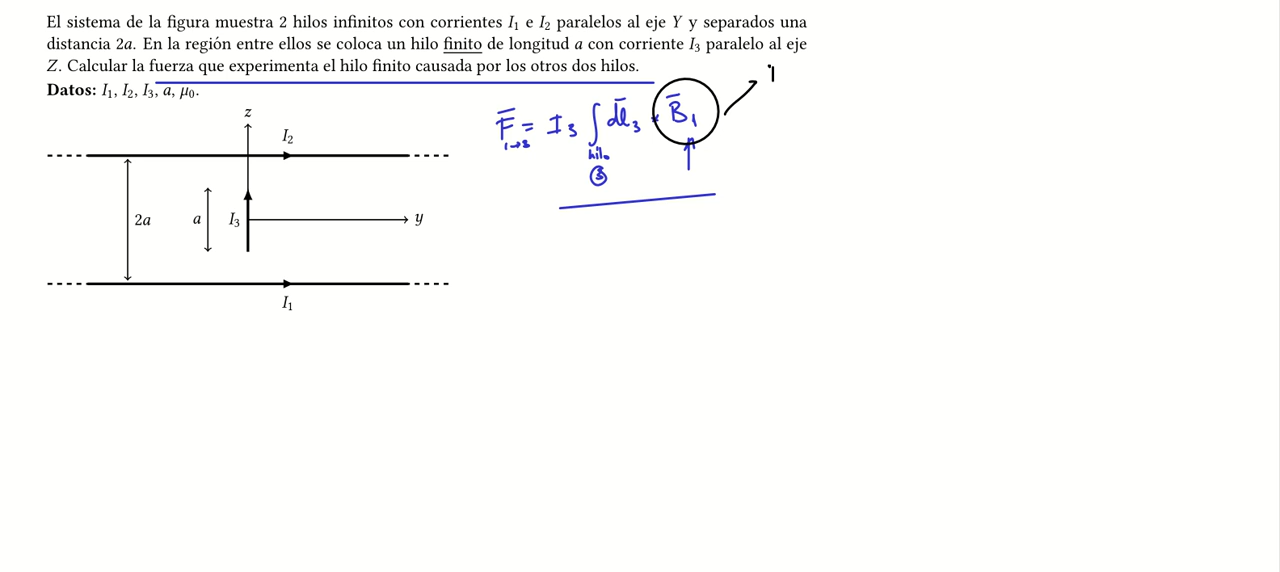 El sistema de la figura muestra 2 hilos infinitos con corrientes I₁ e I₂ paralelos al eje Y y separados una
distancia 2a. En la región entre ellos se coloca un hilo finito de longitud a con corriente I₃ paralelo al eje
Z. Calcular la fuerza que experimenta el hilo finito causada por los otros dos hilos.
Datos: I₁, I₂, I₃, a, μ₀.
F̅ = I₃ ∫ d̅l₃ × B̅₁
1→3
hilo
③
z
I₂
2a
a
I₃
y
I₁